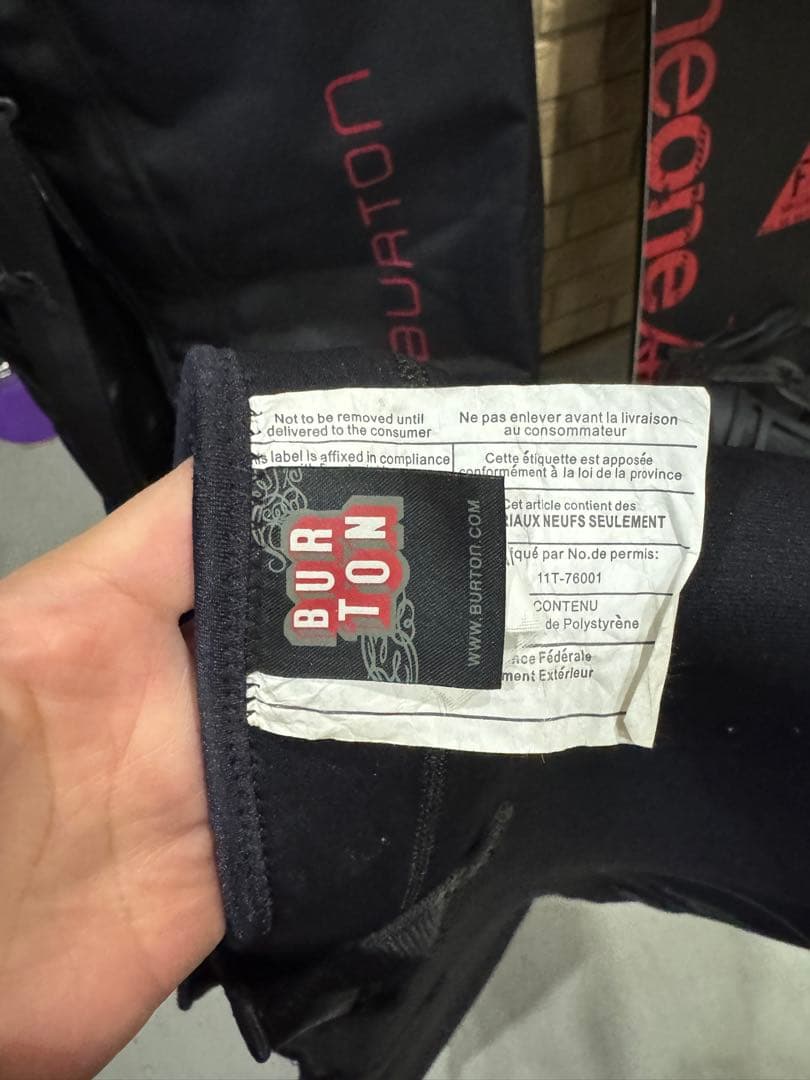 BURTON
neone
Not to be removed until
delivered to the consumer
Ne pas enlever avant la livraison
au consommateur
label is affixed in compliance
Cette étiquette est apposée
conformément à la loi de la province
Cet article contient des
NEUFS SEULEMENT
par No.de permis:
11T-76001
CONTENU
de Polystyrène
Fédérale
Extérieur
BUR
TON
WWW.BURTON.COM